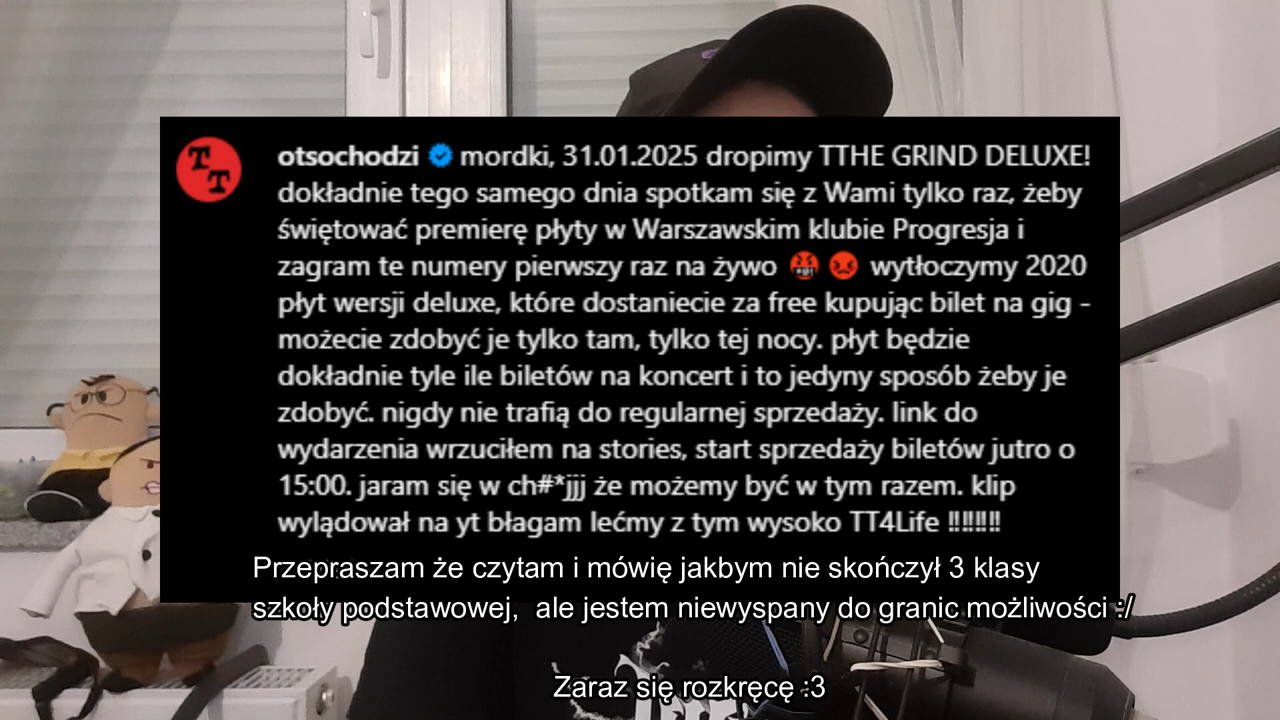 TT
otsochodzi mordki, 31.01.2025 dropimy TTHE GRIND DELUXE!
dokładnie tego samego dnia spotkam się z Wami tylko raz, żeby
świętować premierę płyty w Warszawskim klubie Progresja i
zagram te numery pierwszy raz na żywo 🤬 😡 wytłoczymy 2020
płyt wersji deluxe, które dostaniecie za free kupując bilet na gig -
możecie zdobyć je tylko tam, tylko tej nocy. płyt będzie
dokładnie tyle ile biletów na koncert i to jedyny sposób żeby je
zdobyć. nigdy nie trafią do regularnej sprzedaży. link do
wydarzenia wrzuciłem na stories, start sprzedaży biletów jutro o
15:00. jaram się w ch#*jjj że możemy być w tym razem. klip
wylądował na yt błagam lećmy z tym wysoko TT4Life ‼‼‼‼
Przepraszam że czytam i mówię jakbym nie skończył 3 klasy
szkoły podstawowej, ale jestem niewyspany do granic możliwości :/
Zaraz się rozkręcę :3